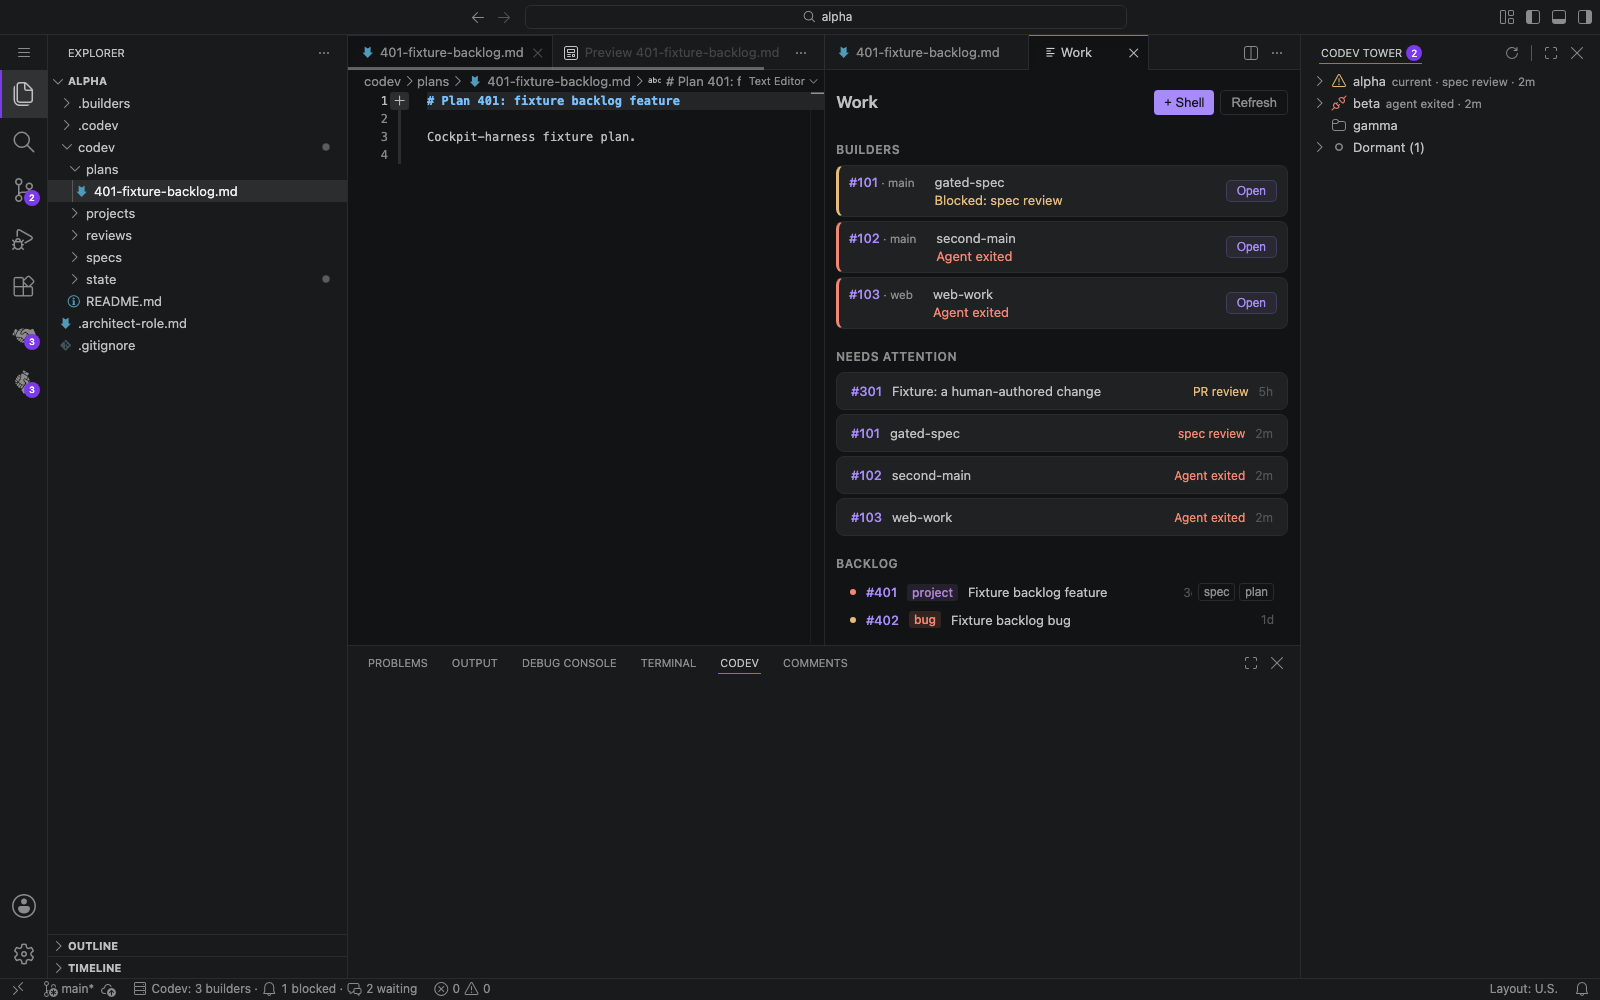 alpha
EXPLORER
ALPHA
.builders
.codev
codev
plans
401-fixture-backlog.md
projects
reviews
specs
state
README.md
.architect-role.md
.gitignore
OUTLINE
TIMELINE
2
3
3
401-fixture-backlog.md
Preview 401-fixture-backlog.md
codev > plans > 401-fixture-backlog.md > abc # Plan 401: f Text Editor
1 # Plan 401: fixture backlog feature
2
3 Cockpit-harness fixture plan.
4
401-fixture-backlog.md
Work
Work
+ Shell
Refresh
BUILDERS
#101 · main gated-spec
Blocked: spec review
Open
#102 · main second-main
Agent exited
Open
#103 · web web-work
Agent exited
Open
NEEDS ATTENTION
#301 Fixture: a human-authored change PR review 5h
#101 gated-spec spec review 2m
#102 second-main Agent exited 2m
#103 web-work Agent exited 2m
BACKLOG
#401 project Fixture backlog feature 3 spec plan
#402 bug Fixture backlog bug 1d
CODEV TOWER 2
alpha current · spec review · 2m
beta agent exited · 2m
gamma
Dormant (1)
PROBLEMS OUTPUT DEBUG CONSOLE TERMINAL CODEV COMMENTS
main* Codev: 3 builders · 1 blocked · 2 waiting 0 0 Layout: U.S.